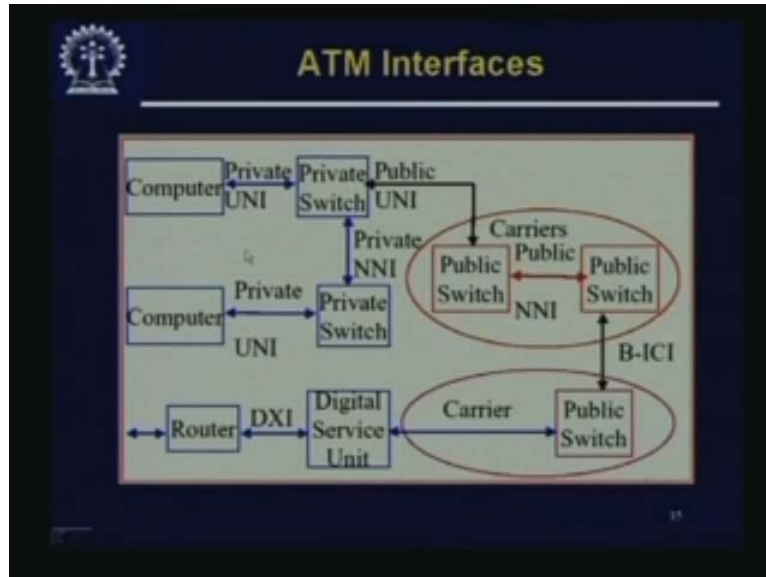 ATM Interfaces
Computer
Private
UNI
Private
Switch
Public
UNI
Private
NNI
Carriers
Public
Switch
Public
NNI
Public
Switch
Computer
Private
UNI
Private
Switch
B-ICI
Router
DXI
Digital
Service
Unit
Carrier
Public
Switch